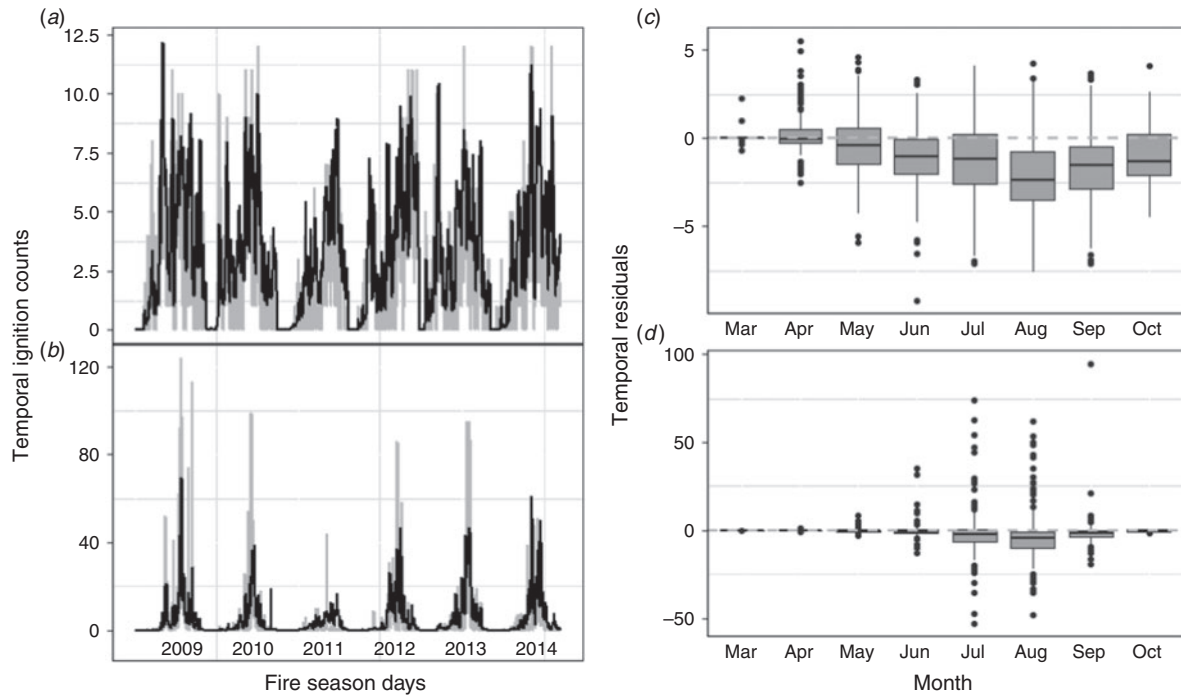 (a)
Temporal ignition counts
12.5
10.0
7.5
5.0
2.5
0
(b)
120
80
40
0
2009 2010 2011 2012 2013 2014
Fire season days
(c)
Temporal residuals
5
0
–5
Mar Apr May Jun Jul Aug Sep Oct
(d)
100
50
0
–50
Mar Apr May Jun Jul Aug Sep Oct
Month